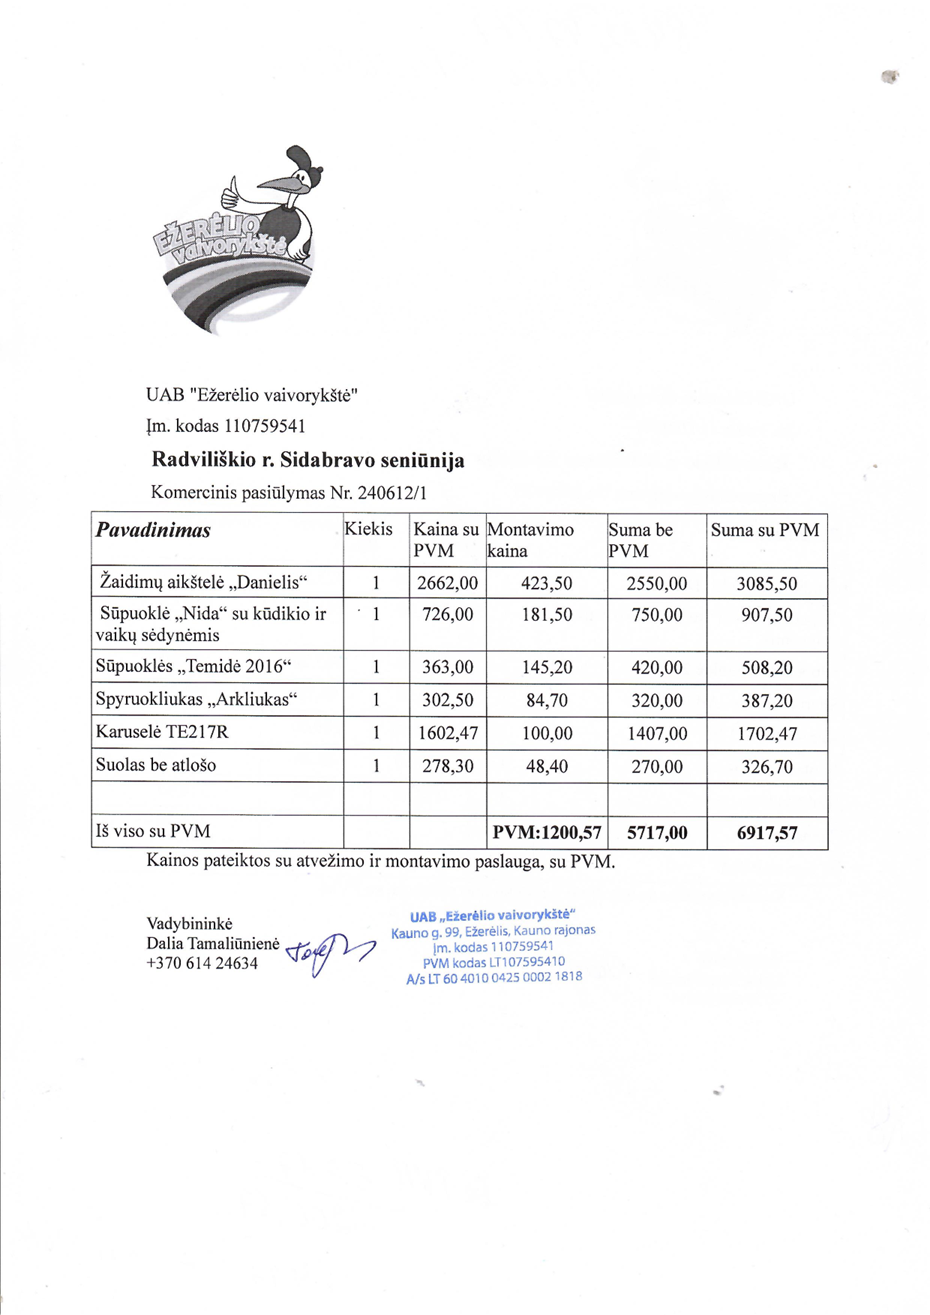 EŽERĖLIO
vaivorykštė
UAB "Ežerėlio vaivorykštė"
Įm. kodas 110759541
Radviliškio r. Sidabravo seniūnija
Komercinis pasiūlymas Nr. 240612/1
Pavadinimas Kiekis Kaina su PVM Montavimo kaina Suma be PVM Suma su PVM
Žaidimų aikštelė „Danielis“ 1 2662,00 423,50 2550,00 3085,50
Sūpuoklė „Nida“ su kūdikio ir vaikų sėdynėmis 1 726,00 181,50 750,00 907,50
Sūpuoklės „Temidė 2016“ 1 363,00 145,20 420,00 508,20
Spyruokliukas „Arkliukas“ 1 302,50 84,70 320,00 387,20
Karuselė TE217R 1 1602,47 100,00 1407,00 1702,47
Suolas be atlošo 1 278,30 48,40 270,00 326,70
Iš viso su PVM PVM:1200,57 5717,00 6917,57
Kainos pateiktos su atvežimo ir montavimo paslauga, su PVM.
Vadybininkė
Dalia Tamaliūnienė
+370 614 24634
UAB „Ežerėlio vaivorykštė“
Kauno g. 99, Ežerėlis, Kauno rajonas
Įm. kodas 110759541
PVM kodas LT107595410
A/s LT 60 4010 0425 0002 1818